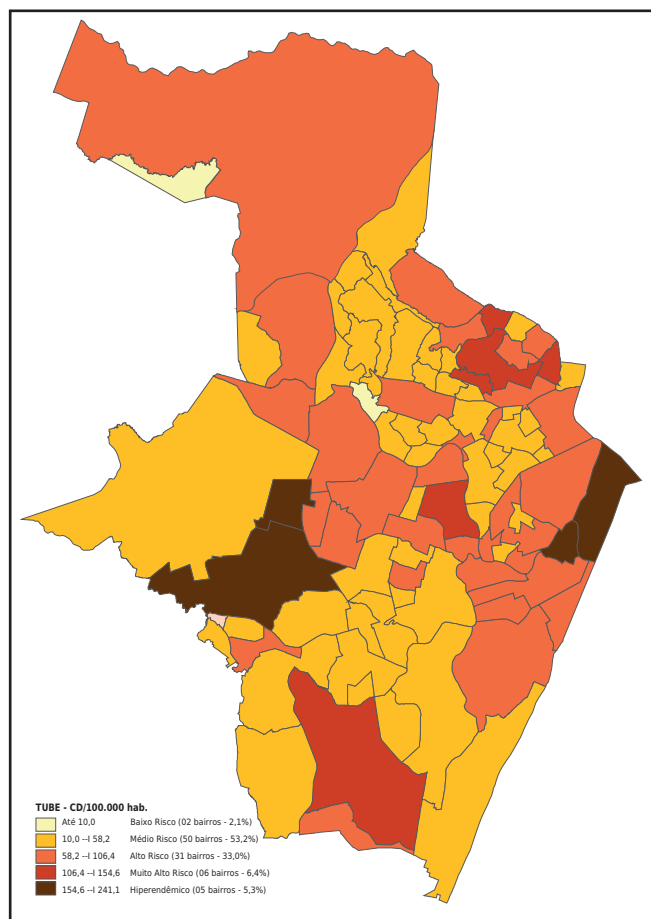 TUBE - CD/100.000 hab.
Até 10,0 Baixo Risco (02 bairros - 2,1%)
10,0 --I 58,2 Médio Risco (50 bairros - 53,2%)
58,2 --I 106,4 Alto Risco (31 bairros - 33,0%)
106,4 --I 154,6 Muito Alto Risco (06 bairros - 6,4%)
154,6 --I 241,1 Hiperendêmico (05 bairros - 5,3%)